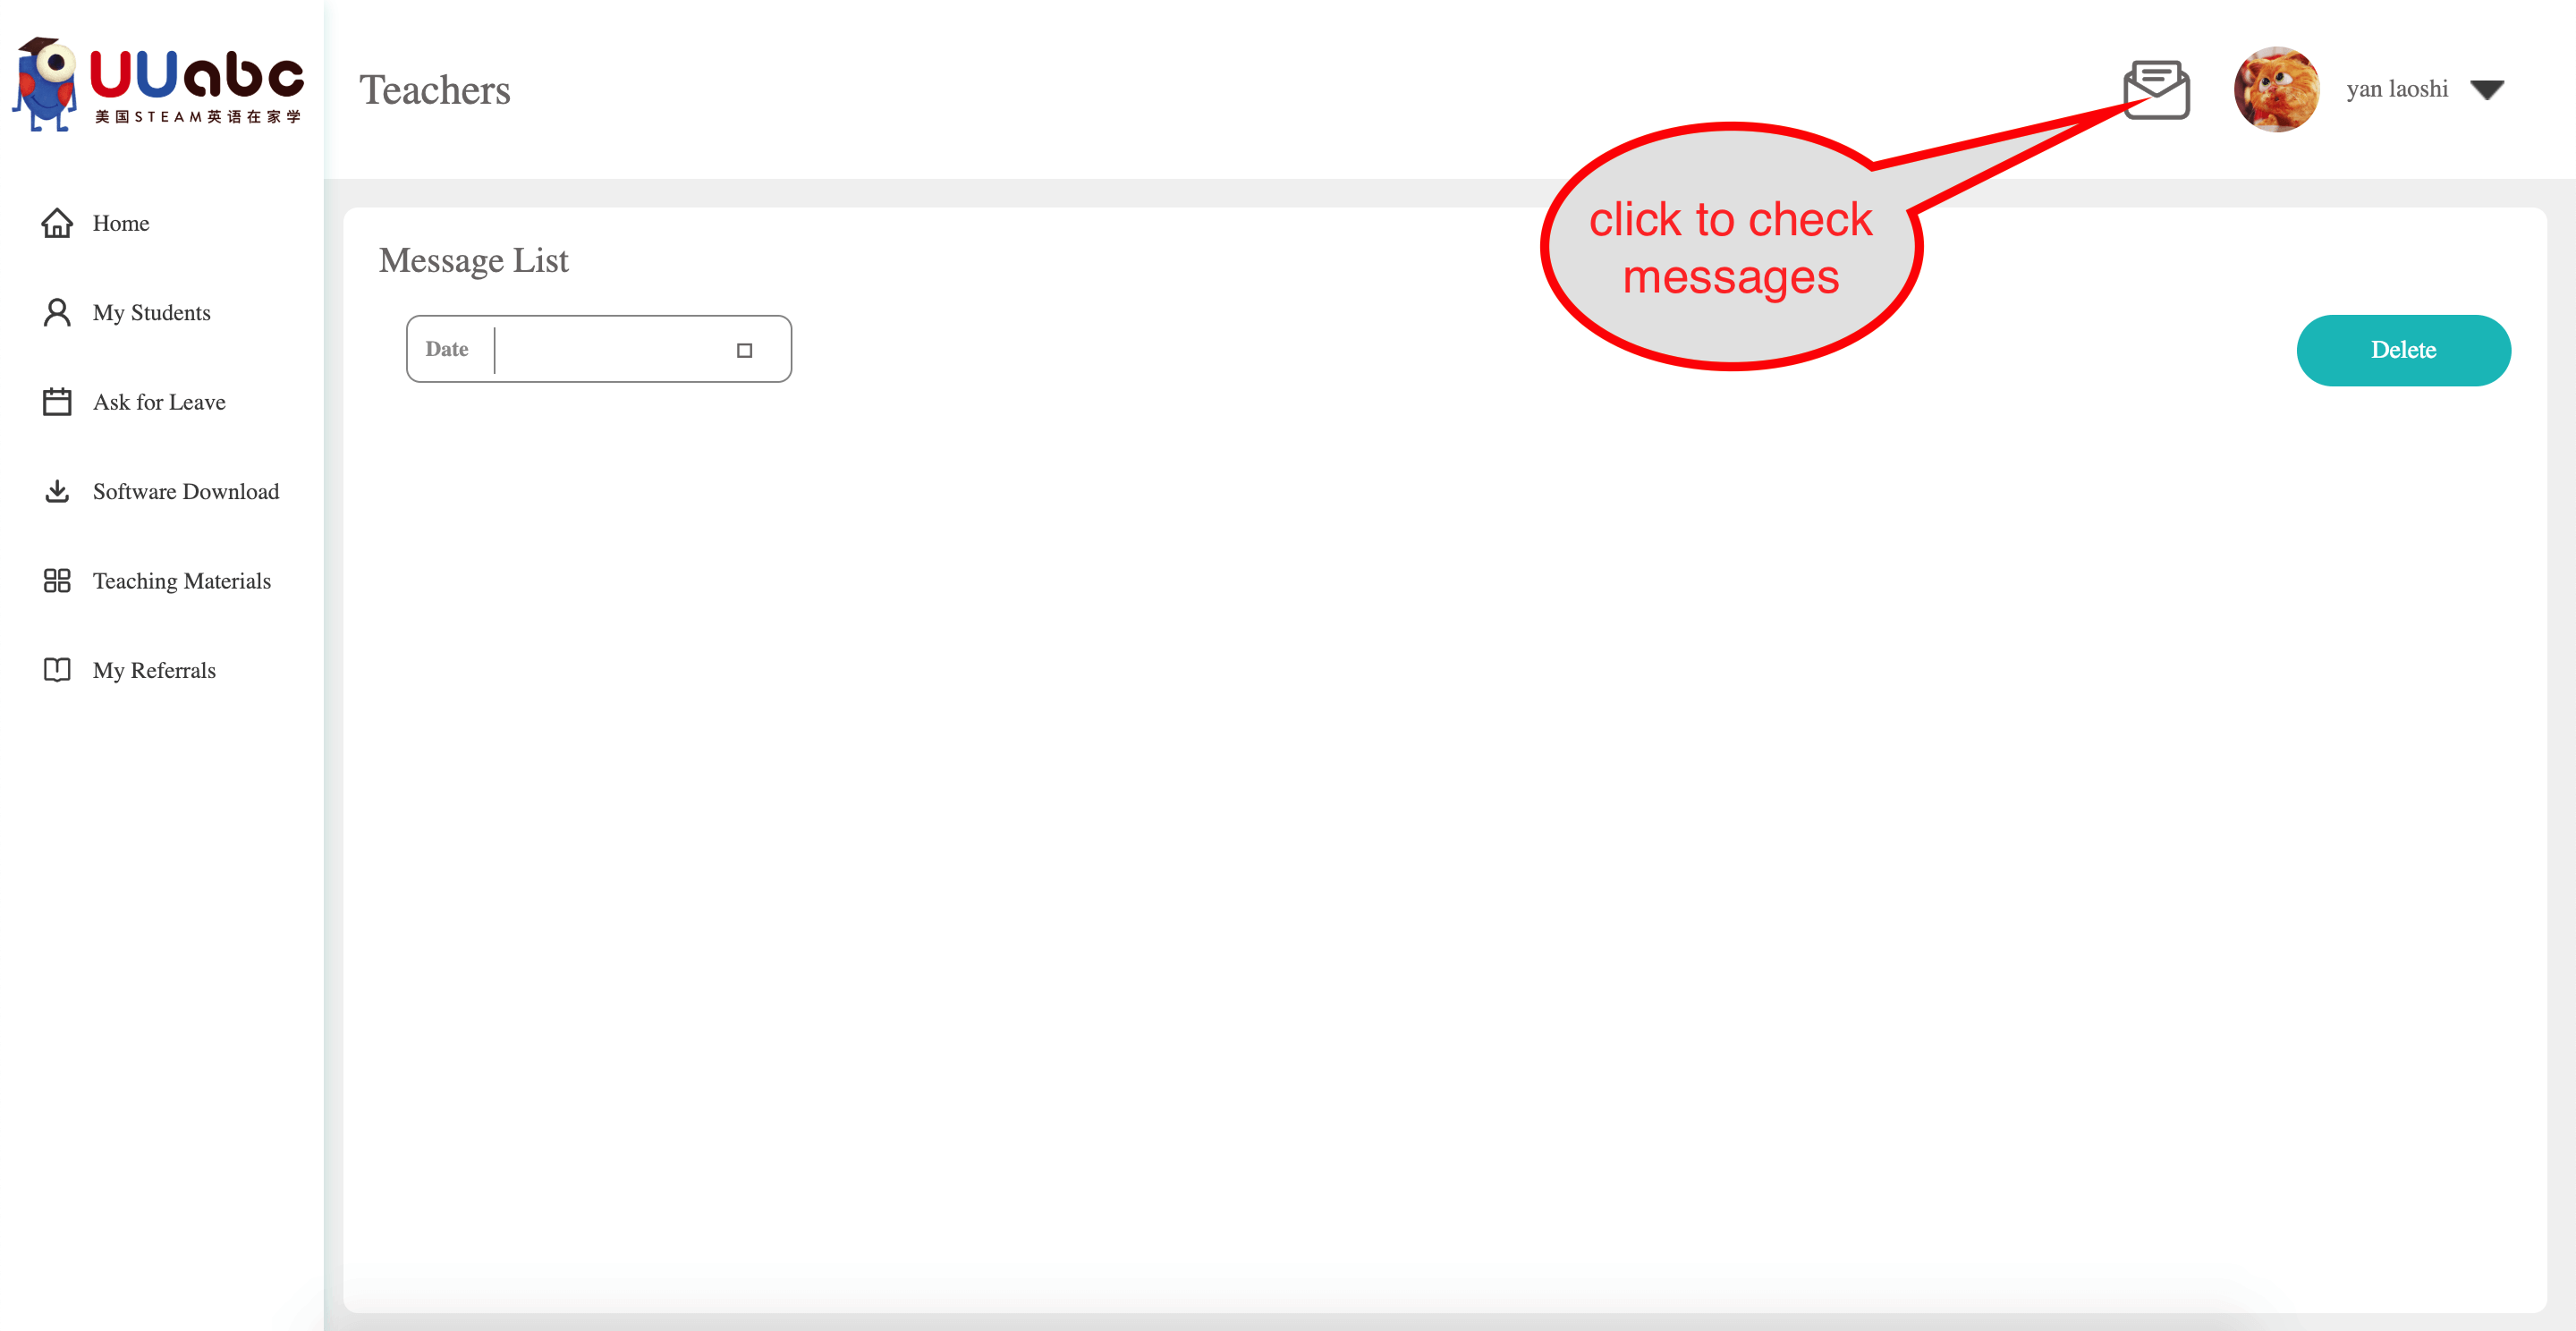 UUabc
美国STEAM英语在家学
Teachers
yan laoshi
click to check
messages
Home
My Students
Ask for Leave
Software Download
Teaching Materials
My Referrals
Message List
Date
Delete